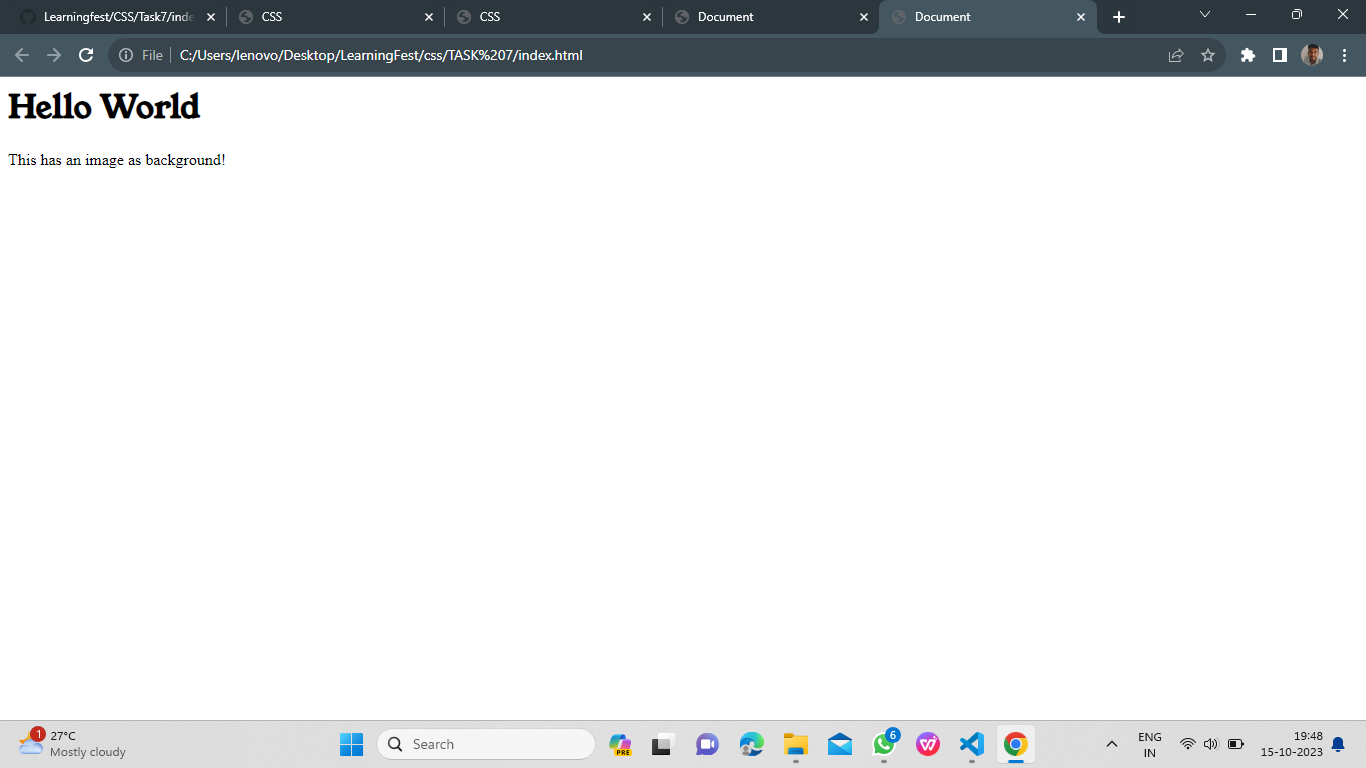 Learningfest/CSS/Task7/inde
CSS
CSS
Document
Document
File
C:/Users/lenovo/Desktop/LearningFest/css/TASK%207/index.html
Hello World
This has an image as background!
1
27°C
Mostly cloudy
Search
PRE
6
ENG
IN
19:48
15-10-2023